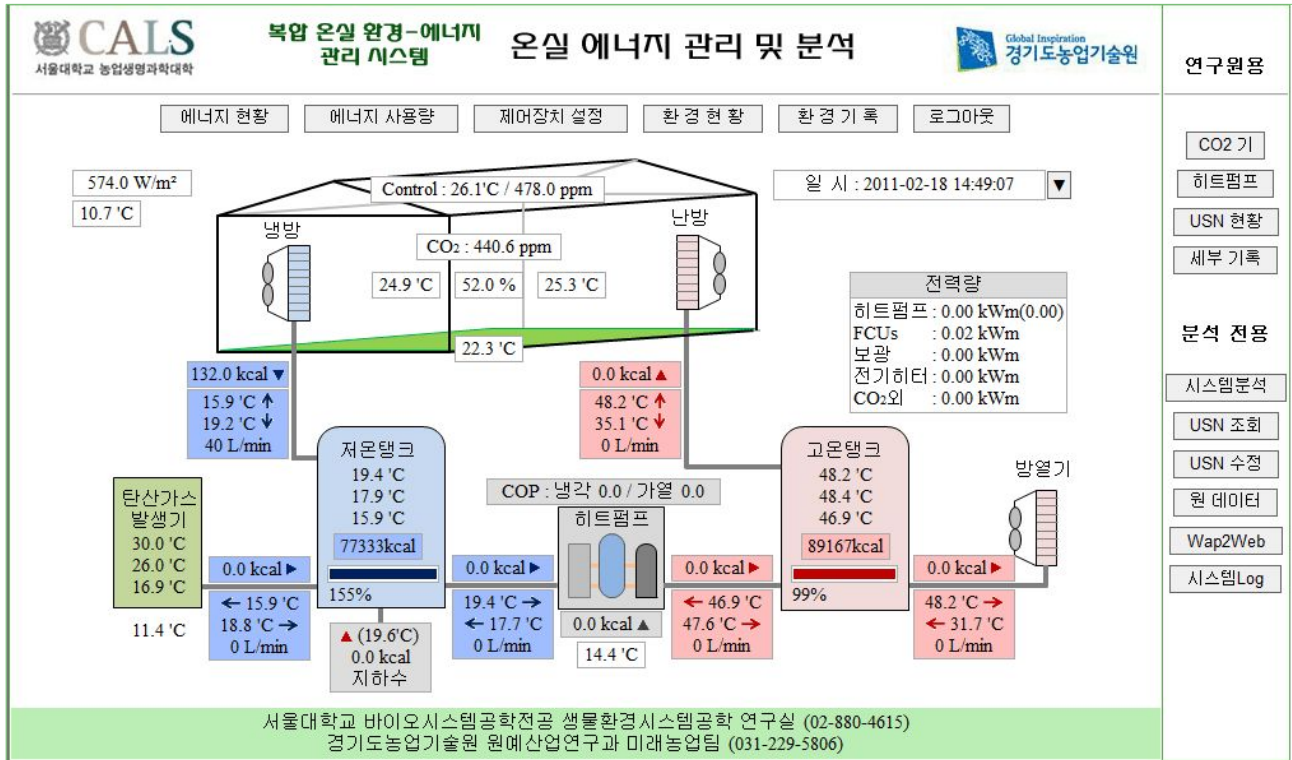 CALS
서울대학교 농업생명과학대학
복합 온실 환경-에너지
관리 시스템
온실 에너지 관리 및 분석
Global Inspiration
경기도농업기술원
연구원용
에너지 현황
에너지 사용량
제어장치 설정
환 경 현 황
환 경 기 록
로그아웃
CO2 기
히트펌프
USN 현황
세부 기록
574.0 W/m²
10.7 'C
Control : 26.1'C / 478.0 ppm
일 시 : 2011-02-18 14:49:07 ▼
냉방
난방
CO₂ : 440.6 ppm
24.9 'C
52.0 %
25.3 'C
22.3 'C
전력량
히트펌프 : 0.00 kWm(0.00)
FCUs : 0.02 kWm
보광 : 0.00 kWm
전기히터 : 0.00 kWm
CO₂외 : 0.00 kWm
분석 전용
시스템분석
USN 조회
USN 수정
원 데이터
Wap2Web
시스템Log
132.0 kcal ▼
15.9 'C ↑
19.2 'C ↓
40 L/min
0.0 kcal ▲
48.2 'C ↑
35.1 'C ↓
0 L/min
저온탱크
19.4 'C
17.9 'C
15.9 'C
77333kcal
155%
고온탱크
48.2 'C
48.4 'C
46.9 'C
89167kcal
99%
방열기
COP : 냉각 0.0 / 가열 0.0
히트펌프
0.0 kcal ▲
14.4 'C
탄산가스
발생기
30.0 'C
26.0 'C
16.9 'C
11.4 'C
0.0 kcal ►
← 15.9 'C
18.8 'C →
0 L/min
▲ (19.6'C)
0.0 kcal
지하수
0.0 kcal ►
19.4 'C →
← 17.7 'C
0 L/min
0.0 kcal ►
← 46.9 'C
47.6 'C →
0 L/min
0.0 kcal ►
48.2 'C →
← 31.7 'C
0 L/min
서울대학교 바이오시스템공학전공 생물환경시스템공학 연구실 (02-880-4615)
경기도농업기술원 원예산업연구과 미래농업팀 (031-229-5806)